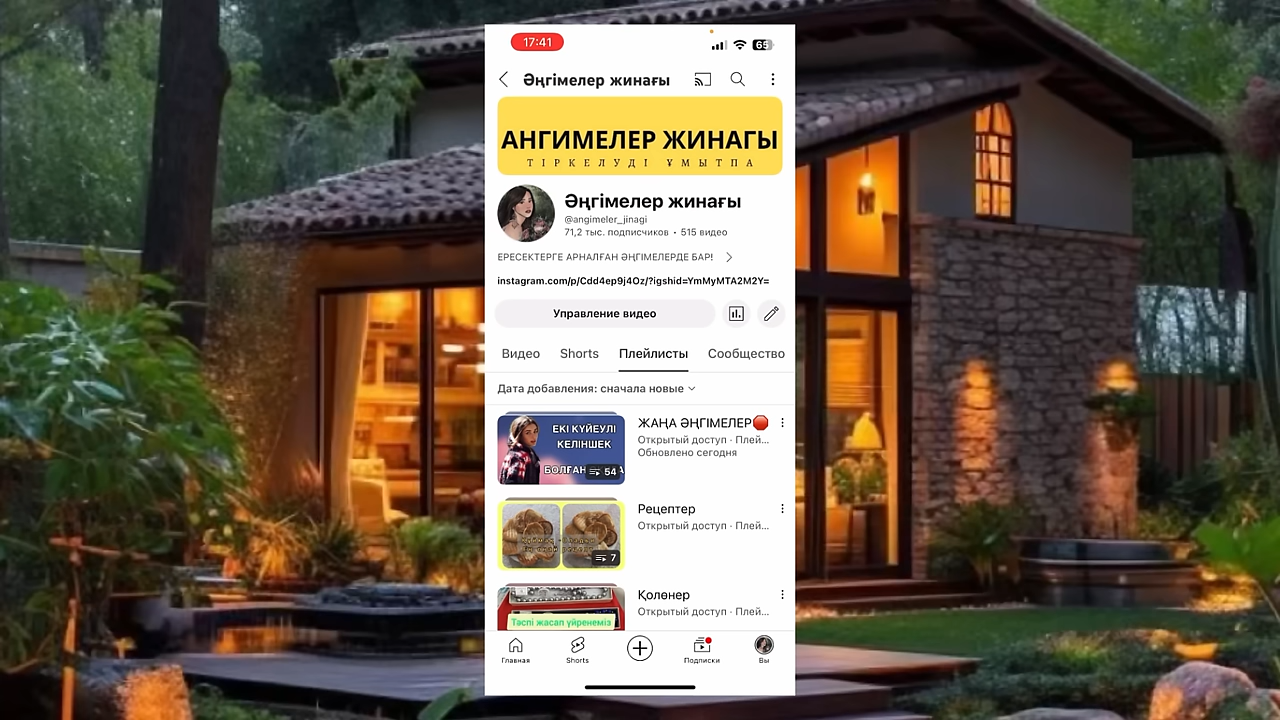 17:41
65
Әңгімелер жинағы
АНГИМЕЛЕР ЖИНАГЫ
ТІРКЕЛУДІ ҰМЫТПА
Әңгімелер жинағы
@angimeler_jinagi
71,2 тыс. подписчиков • 515 видео
ЕРЕСЕКТЕРГЕ АРНАЛҒАН ӘҢГІМЕЛЕРДЕ БАР!
instagram.com/p/Cdd4ep9j4Oz/?igshid=YmMyMTA2M2Y=
Управление видео
Видео Shorts Плейлисты Сообщество
Дата добавления: сначала новые
ЕКІ КҮЙЕУЛІ
КЕЛІНШЕК
54
ЖАҢА ӘҢГІМЕЛЕР
Открытый доступ · Плей...
Обновлено сегодня
7
Рецептер
Открытый доступ · Плей...
Тәспі жасап үйренеміз
Қолөнер
Открытый доступ · Плей...
Главная Shorts Подписки Вы